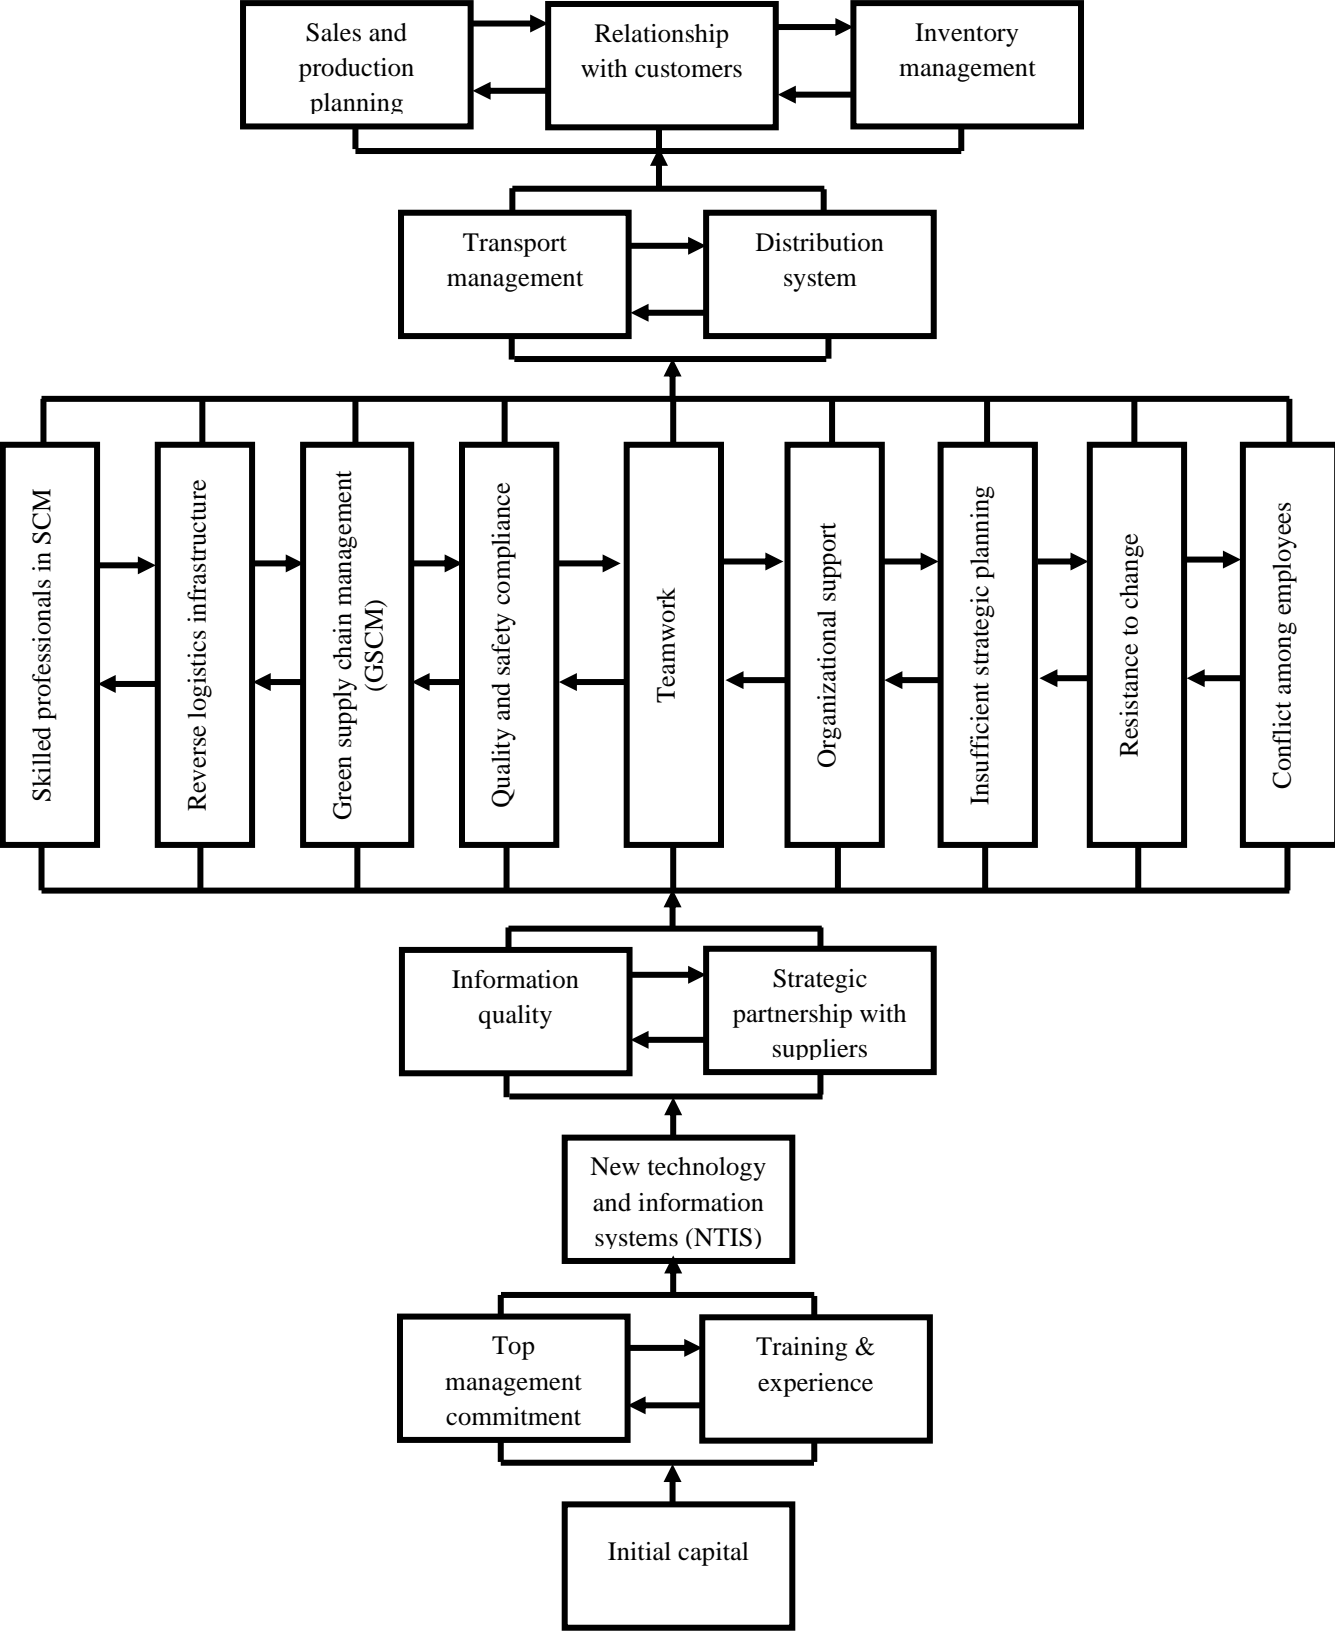 Sales and
production
planning
Relationship
with customers
Inventory
management
Transport
management
Distribution
system
Skilled professionals in SCM
Reverse logistics infrastructure
Green supply chain management
(GSCM)
Quality and safety compliance
Teamwork
Organizational support
Insufficient strategic planning
Resistance to change
Conflict among employees
Information
quality
Strategic
partnership with
suppliers
New technology
and information
systems (NTIS)
Top
management
commitment
Training &
experience
Initial capital